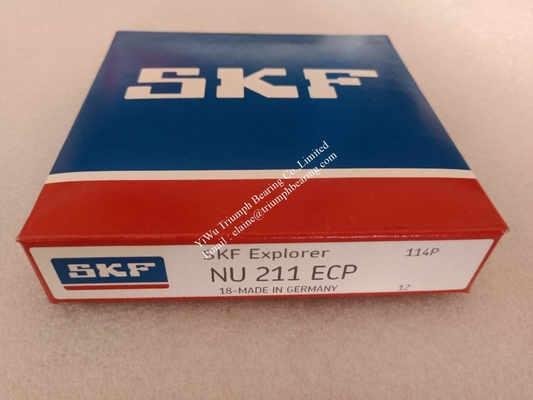 SKF
YiWu Triumph Bearing Co.,Limited
Email : elaine@triumphbearing.com
SKF Explorer
114P
SKF
NU 211 ECP
18-MADE IN GERMANY
12